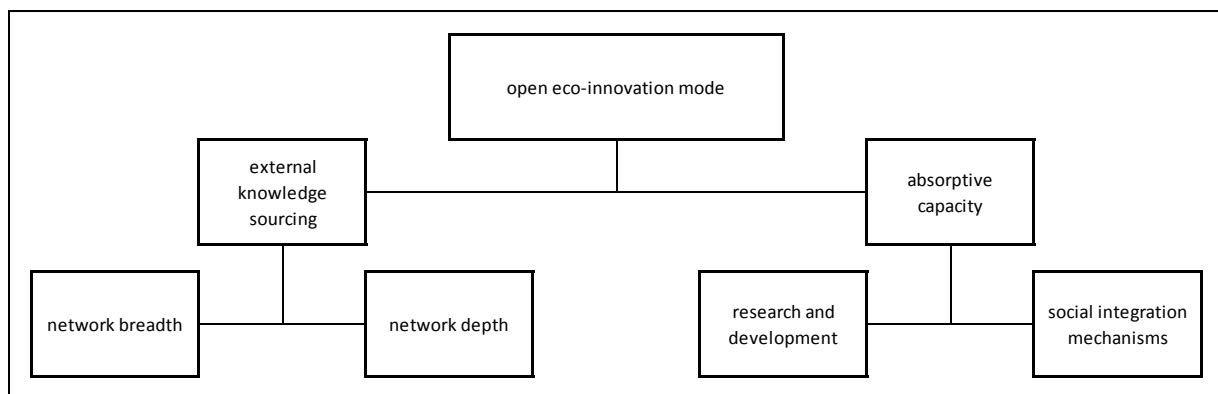 open eco-innovation mode
external
knowledge
sourcing
absorptive
capacity
network breadth
network depth
research and
development
social integration
mechanisms